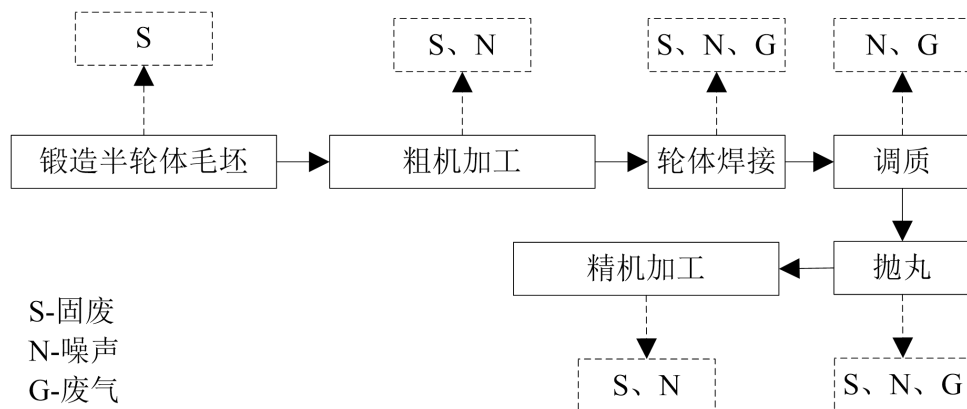 S
S、N
S、N、G
N、G
锻造半轮体毛坯
粗机加工
轮体焊接
调质
精机加工
抛丸
S-固废
N-噪声
G-废气
S、N
S、N、G